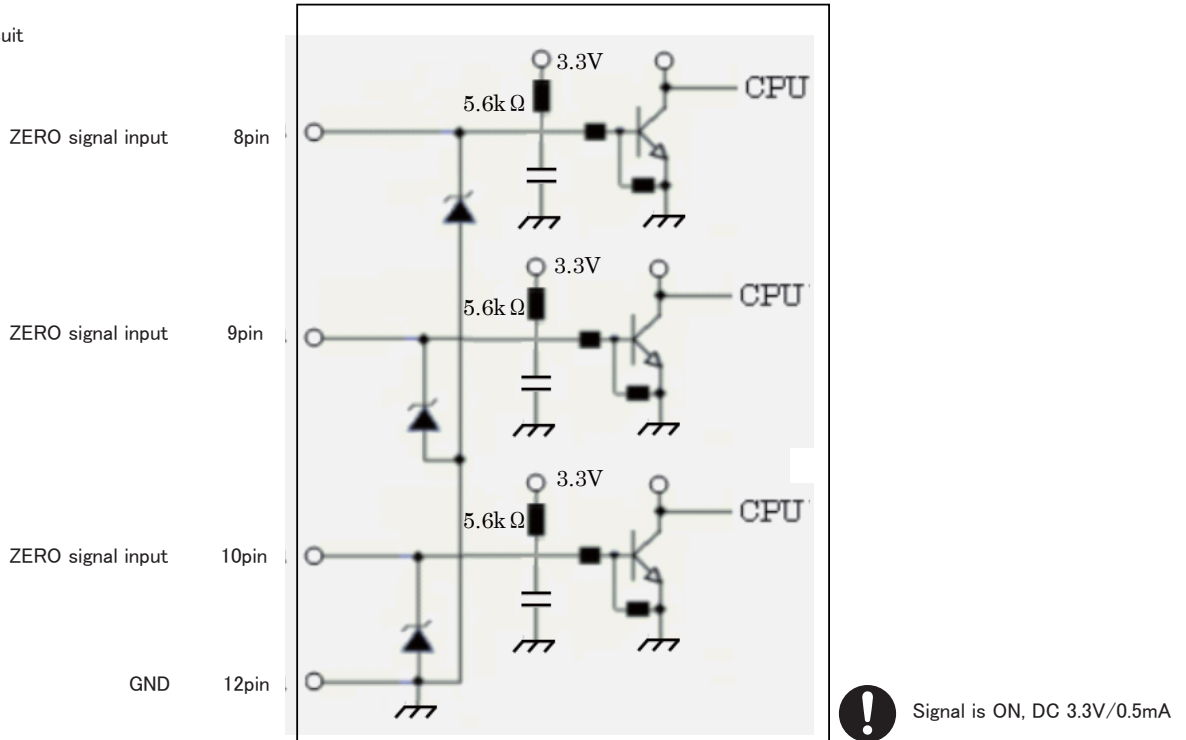 uit
3.3V
5.6kΩ
CPU
ZERO signal input 8pin
3.3V
5.6kΩ
CPU
ZERO signal input 9pin
3.3V
5.6kΩ
CPU
ZERO signal input 10pin
GND 12pin
Signal is ON, DC 3.3V/0.5mA